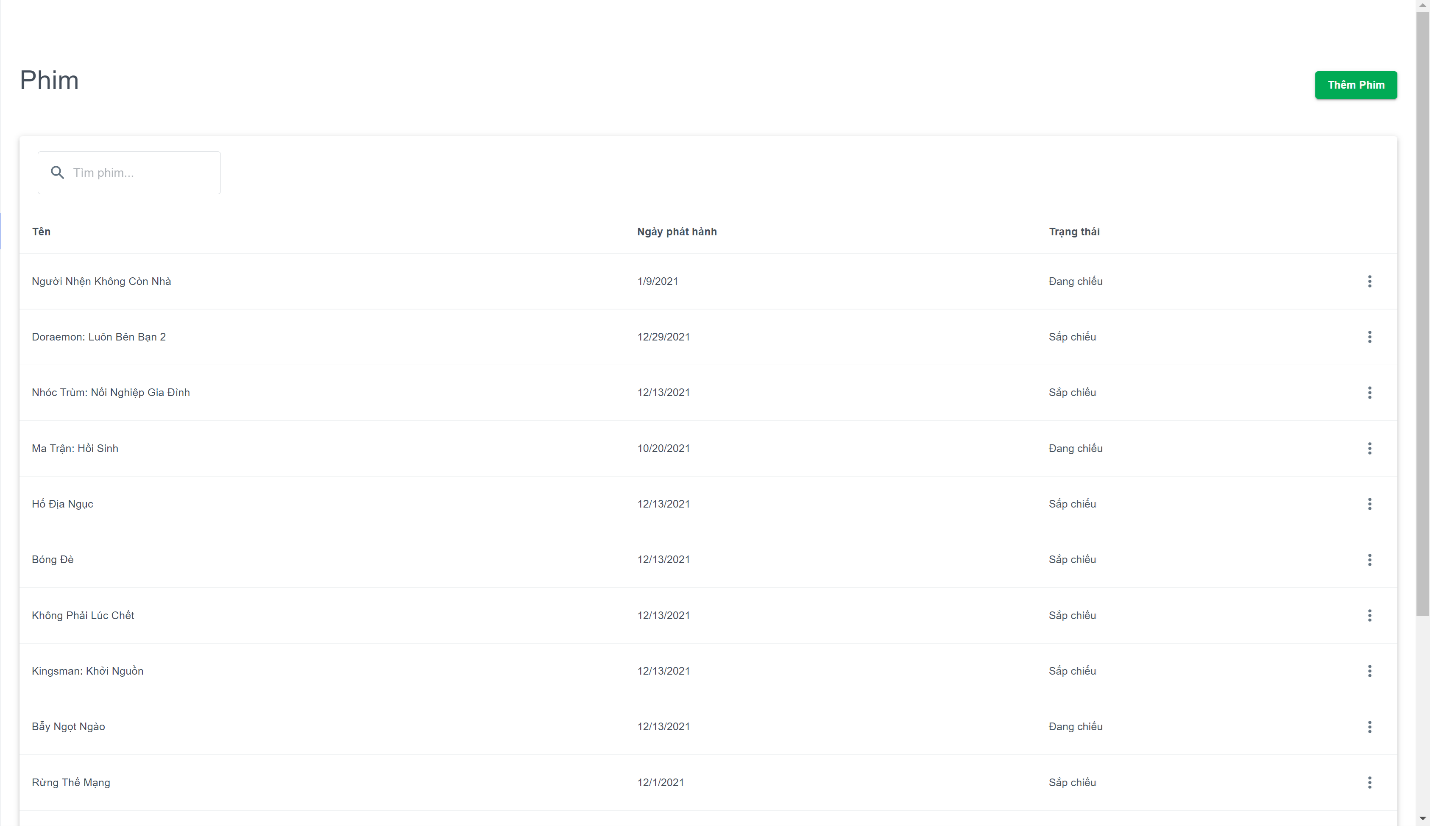 Phim
Thêm Phim
Tìm phim...
Tên Ngày phát hành Trạng thái
Người Nhện Không Còn Nhà 1/9/2021 Đang chiếu
Doraemon: Luôn Bên Bạn 2 12/29/2021 Sắp chiếu
Nhóc Trùm: Nối Nghiệp Gia Đình 12/13/2021 Sắp chiếu
Ma Trận: Hồi Sinh 10/20/2021 Đang chiếu
Hố Địa Ngục 12/13/2021 Sắp chiếu
Bóng Đè 12/13/2021 Sắp chiếu
Không Phải Lúc Chết 12/13/2021 Sắp chiếu
Kingsman: Khởi Nguồn 12/13/2021 Sắp chiếu
Bẫy Ngọt Ngào 12/13/2021 Đang chiếu
Rừng Thế Mạng 12/1/2021 Sắp chiếu